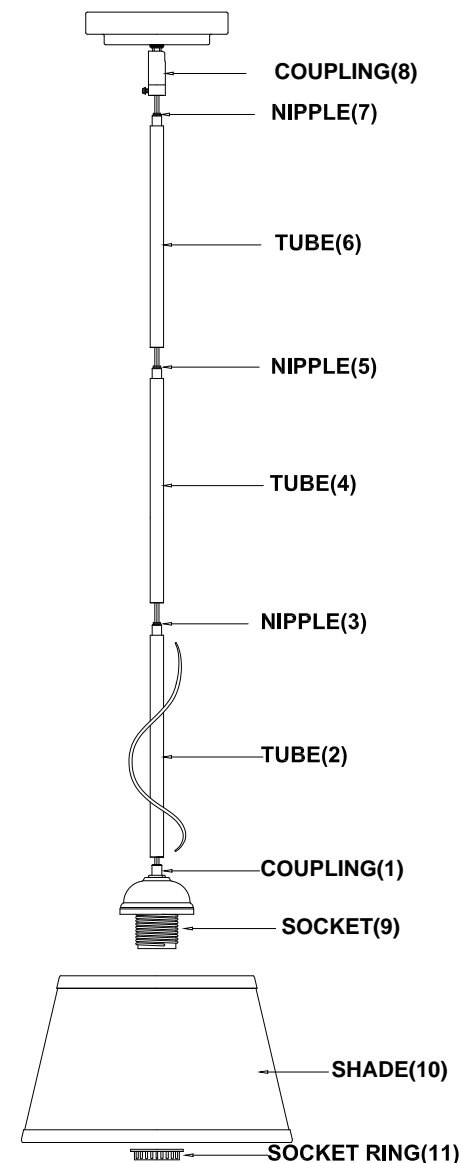 COUPLING(8)
NIPPLE(7)
TUBE(6)
NIPPLE(5)
TUBE(4)
NIPPLE(3)
TUBE(2)
COUPLING(1)
SOCKET(9)
SHADE(10)
SOCKET RING(11)